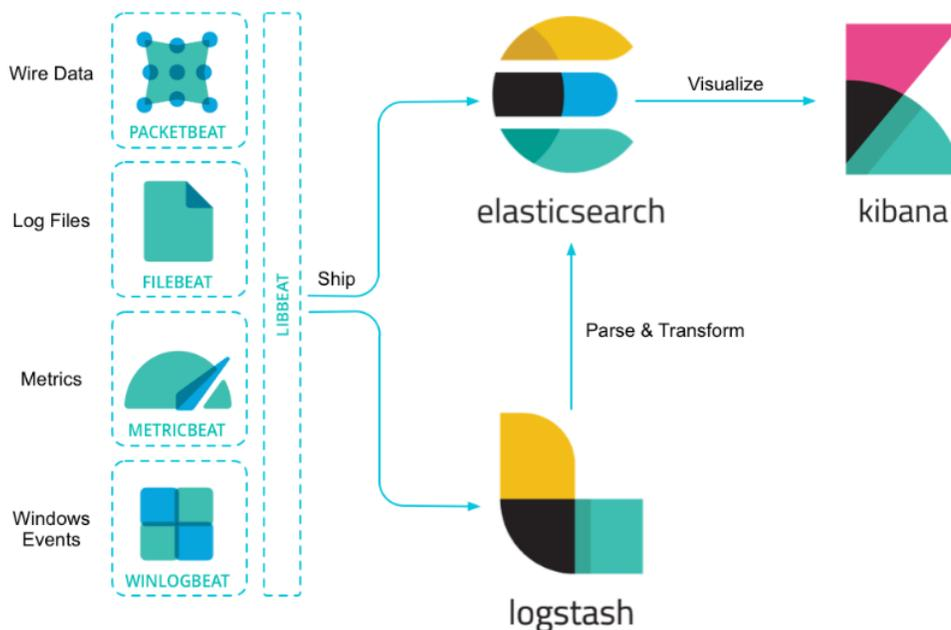 Wire Data
PACKETBEAT
Log Files
FILEBEAT
Metrics
METRICBEAT
Windows
Events
WINLOGBEAT
LIBBEAT
Ship
elasticsearch
Visualize
kibana
Parse & Transform
logstash